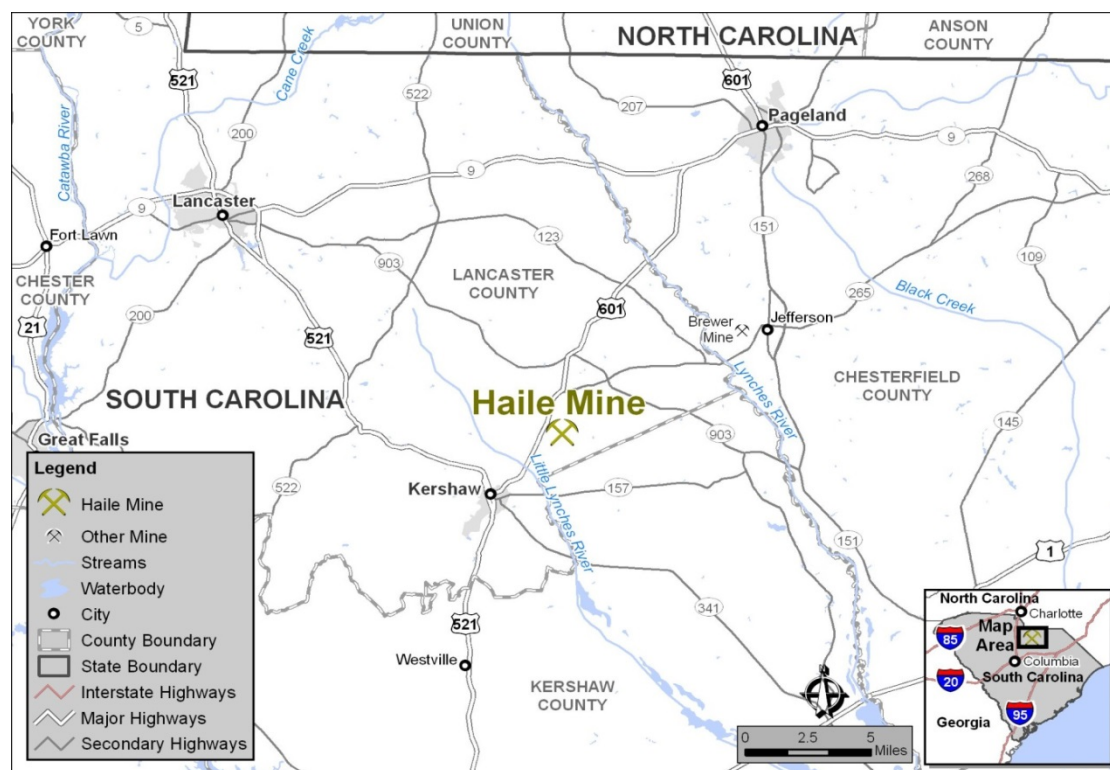 YORK
COUNTY
5
521
Cane Creek
200
522
UNION
COUNTY
NORTH CAROLINA
ANSON
COUNTY
601
207
Pageland
9
Catawba River
Lancaster
9
9
Fort Lawn
CHESTER
COUNTY
21
200
903
521
LANCASTER
COUNTY
123
601
151
268
109
Black Creek
265
Brewer
Mine
Jefferson
Lynches River
CHESTERFIELD
COUNTY
SOUTH CAROLINA
Haile Mine
903
145
Great Falls
Kershaw
522
Little Lynches River
157
151
1
341
521
Westville
KERSHAW
COUNTY
Legend
Haile Mine
Other Mine
Streams
Waterbody
City
County Boundary
State Boundary
Interstate Highways
Major Highways
Secondary Highways
0 2.5 5
Miles
North Carolina
Charlotte
Map
Area
85
Columbia
South Carolina
20
95
Georgia